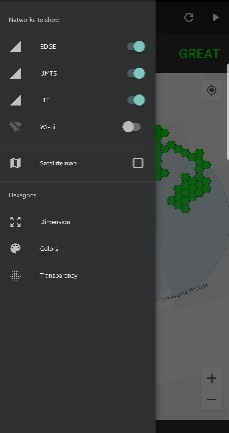 Networks to show
EDGE
UMTS
LTE
Wi-Fi
Satellite map
Hexagons
Dimension
Colors
Transparency
GREAT